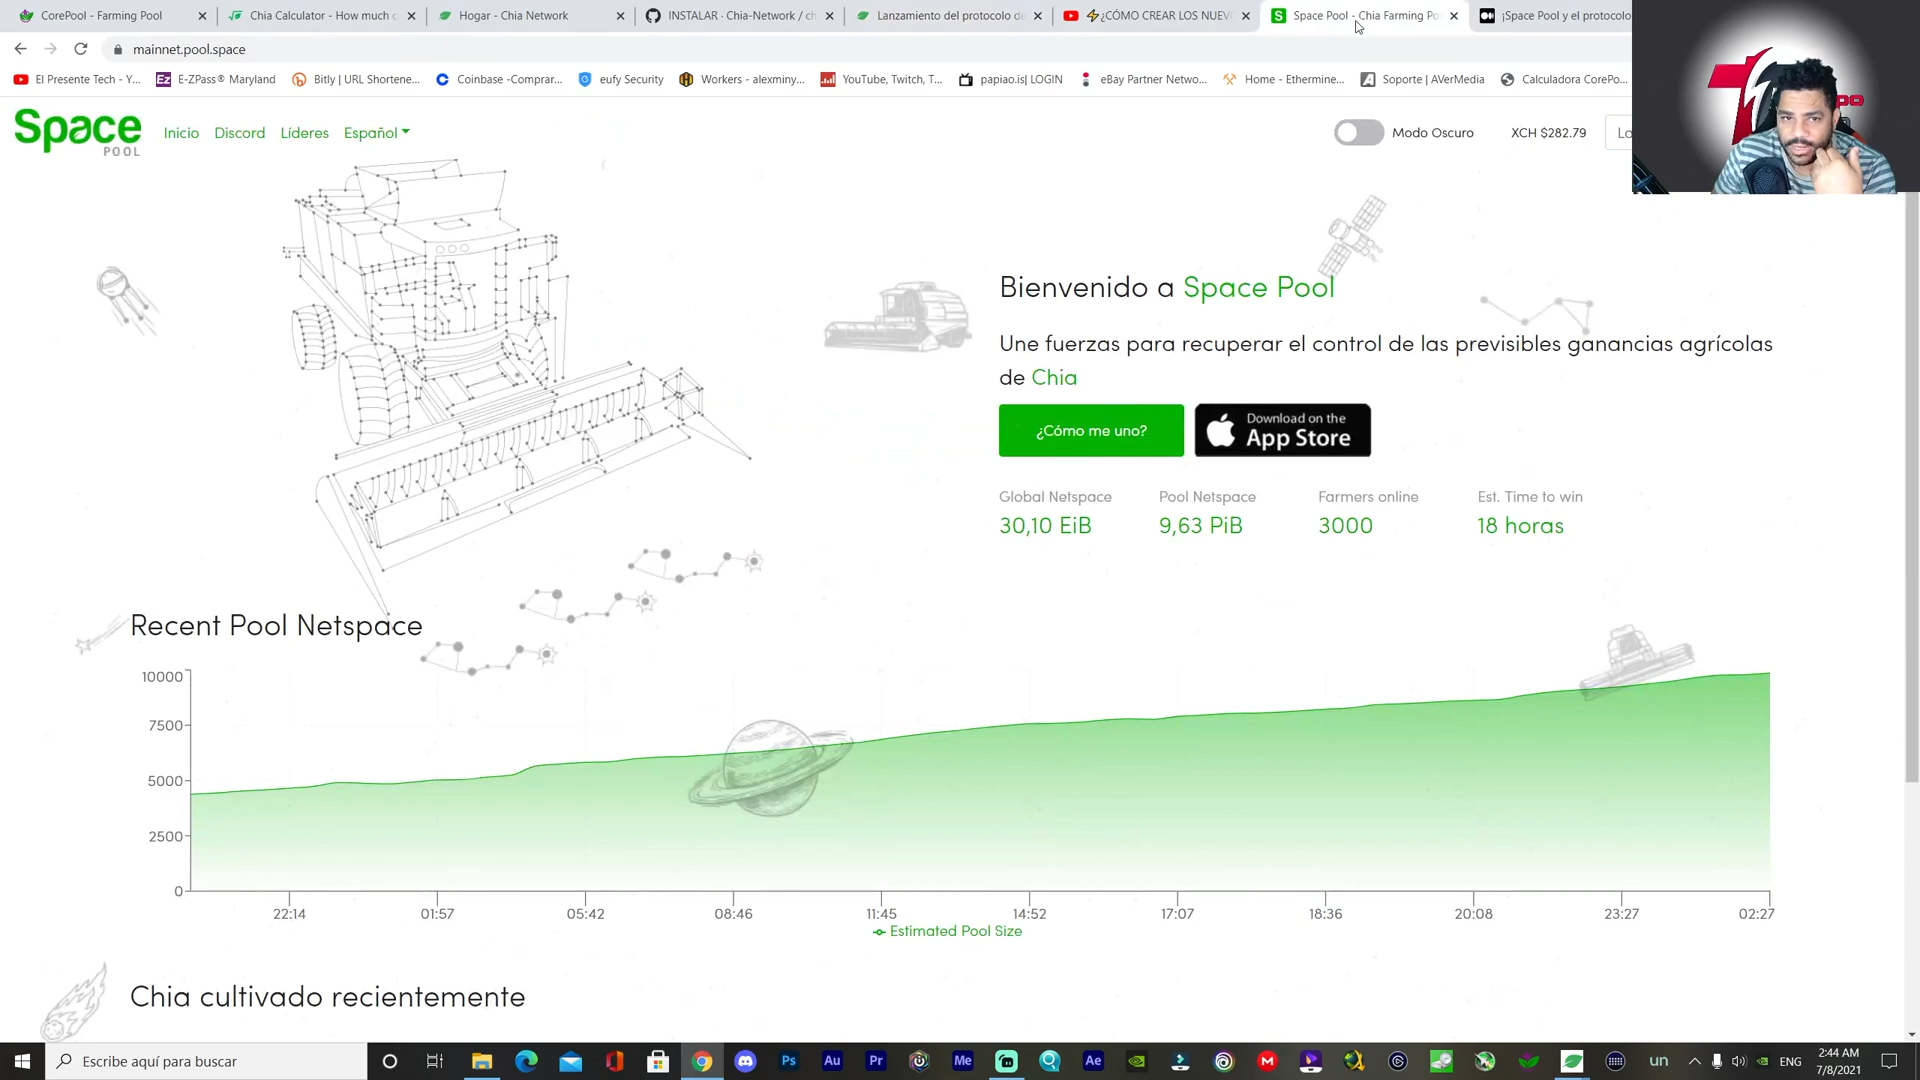 CorePool - Farming Pool
Chia Calculator - How much c
Hogar - Chia Network
INSTALAR · Chia-Network / ch
Lanzamiento del protocolo de
⚡¿CÓMO CREAR LOS NUEV
Space Pool - Chia Farming Po
¡Space Pool y el protocolo
mainnet.pool.space
El Presente Tech - Y...
E-ZPass® Maryland
Bitly | URL Shortene...
Coinbase -Comprar...
eufy Security
Workers - alexminy...
YouTube, Twitch, T...
papiao.is| LOGIN
eBay Partner Netwo...
Home - Ethermine...
Soporte | AVerMedia
Calculadora CorePo...
Space
POOL
Inicio
Discord
Líderes
Español
Modo Oscuro
XCH $282.79
La
Bienvenido a Space Pool
Une fuerzas para recuperar el control de las previsibles ganancias agrícolas
de Chia
¿Cómo me uno?
Download on the
App Store
Global Netspace
Pool Netspace
Farmers online
Est. Time to win
30,10 EiB
9,63 PiB
3000
18 horas
Recent Pool Netspace
10000
7500
5000
2500
0
22:14
01:57
05:42
08:46
11:45
14:52
17:07
18:36
20:08
23:27
02:27
Estimated Pool Size
Chia cultivado recientemente
Escribe aquí para buscar
Ps
Au
Pr
Me
Ae
un
ENG
2:44 AM
7/8/2021